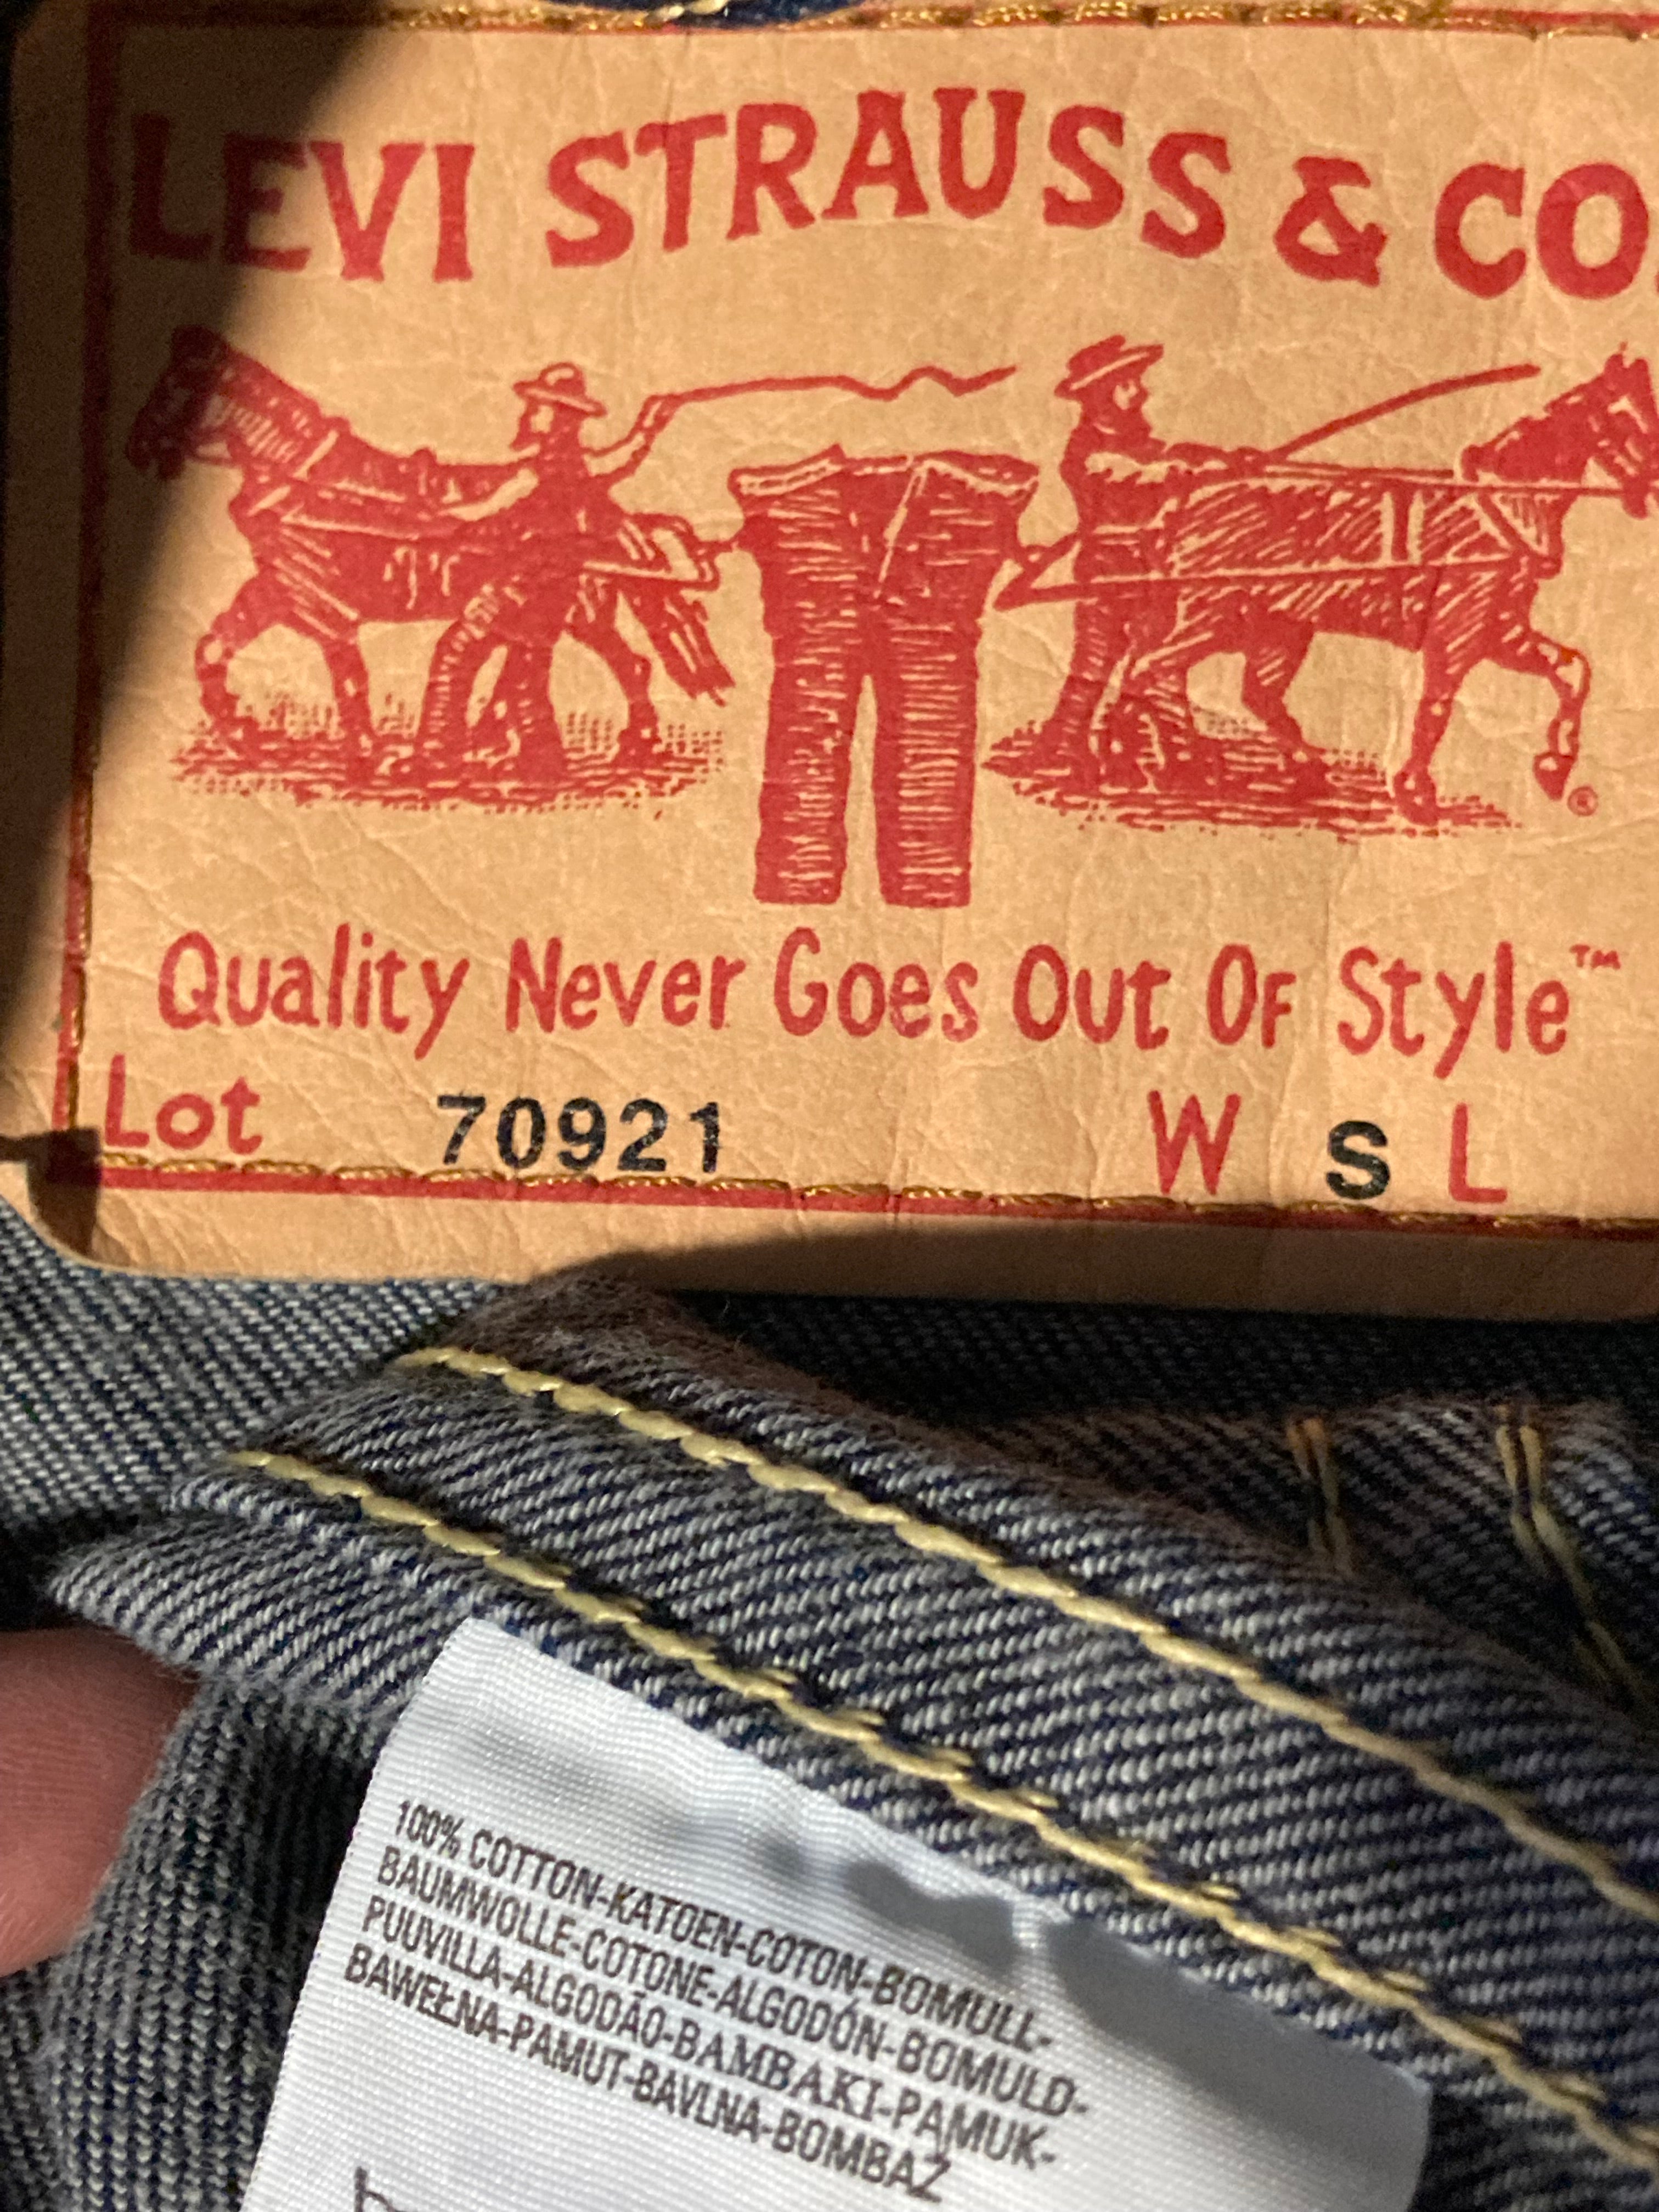 LEVI STRAUSS & CO.
®
Quality Never Goes Out Of Style™
Lot 70921 W S L
100% COTTON-KATOEN-COTON-BOMULL-
BAUMWOLLE-COTONE-ALGODÓN-BOMULD-
PUUVILLA-ALGODÃO-BAMBAKI-PAMUK-
BAWEŁNA-PAMUT-BAVLNA-BOMBAŽ